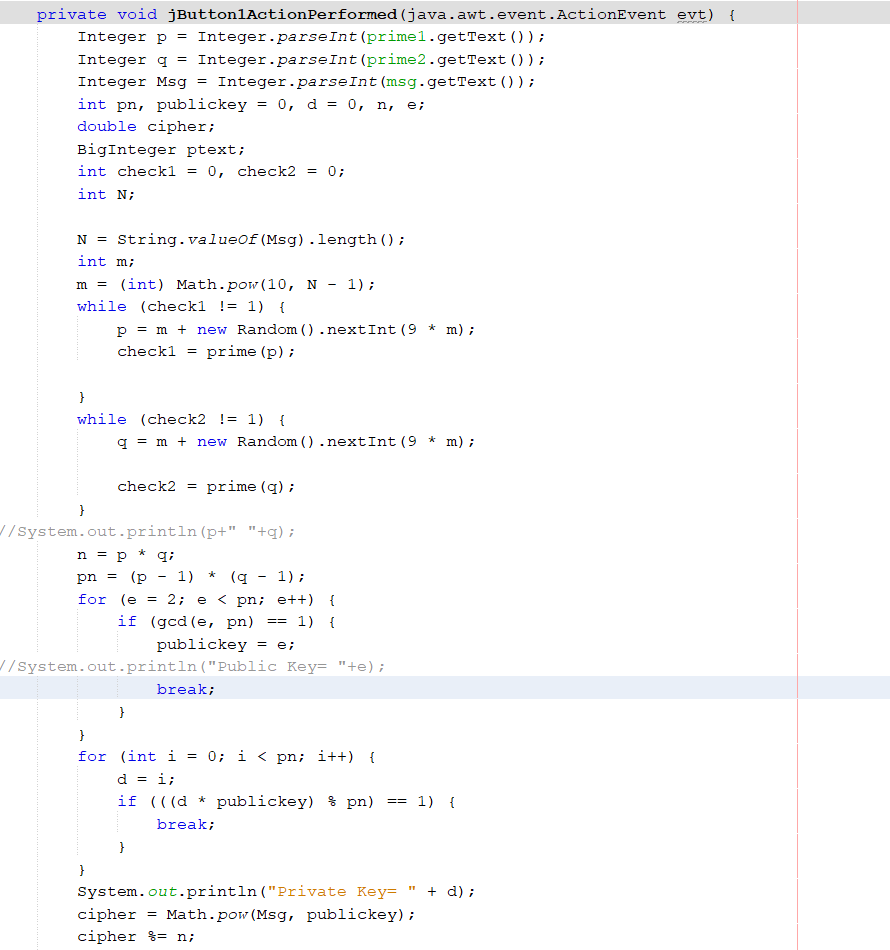 private void jButton1ActionPerformed(java.awt.event.ActionEvent evt) {
Integer p = Integer.parseInt(prime1.getText());
Integer q = Integer.parseInt(prime2.getText());
Integer Msg = Integer.parseInt(msg.getText());
int pn, publickey = 0, d = 0, n, e;
double cipher;
BigInteger ptext;
int check1 = 0, check2 = 0;
int N;
N = String.valueOf(Msg).length();
int m;
m = (int) Math.pow(10, N - 1);
while (check1 != 1) {
p = m + new Random().nextInt(9 * m);
check1 = prime(p);
}
while (check2 != 1) {
q = m + new Random().nextInt(9 * m);
check2 = prime(q);
}
//System.out.println(p+" "+q);
n = p * q;
pn = (p - 1) * (q - 1);
for (e = 2; e < pn; e++) {
if (gcd(e, pn) == 1) {
publickey = e;
//System.out.println("Public Key= "+e);
break;
}
}
for (int i = 0; i < pn; i++) {
d = i;
if (((d * publickey) % pn) == 1) {
break;
}
}
System.out.println("Private Key= " + d);
cipher = Math.pow(Msg, publickey);
cipher %= n;